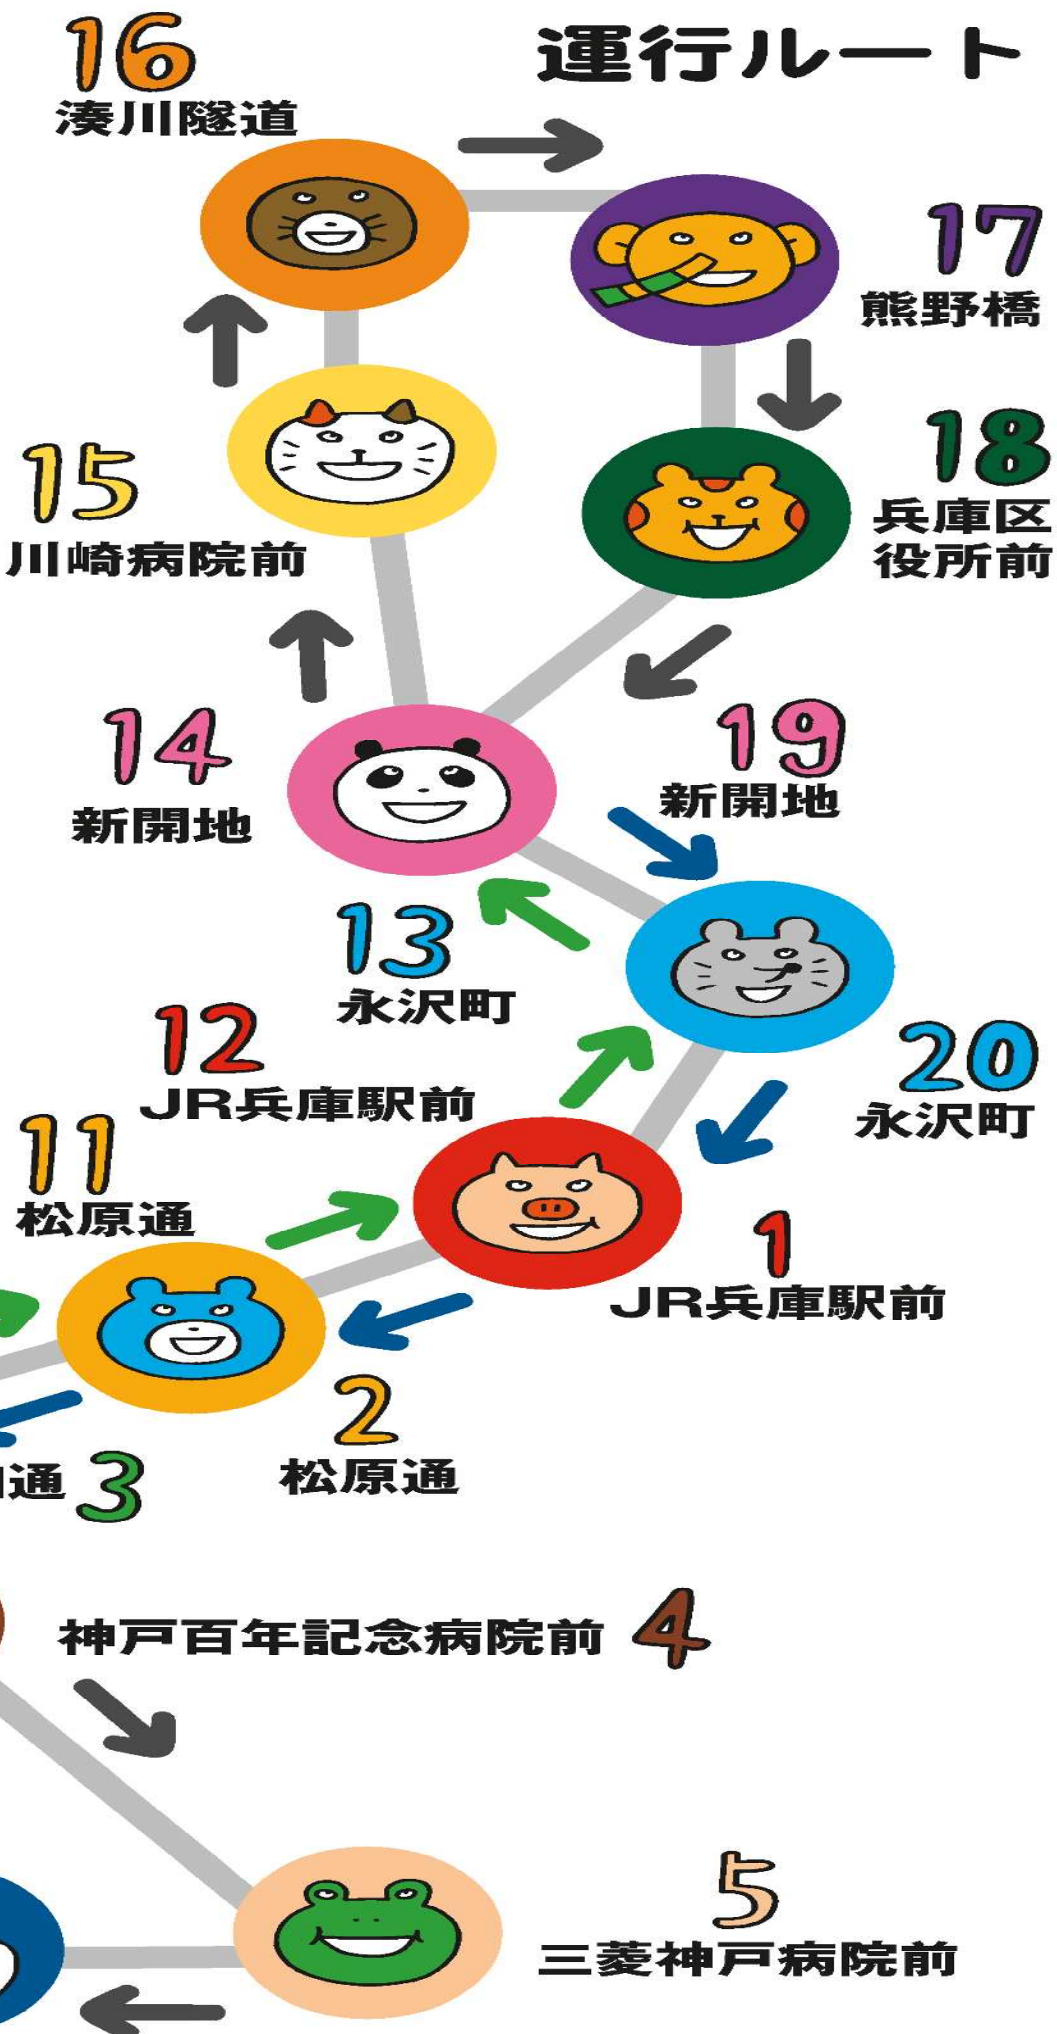 運行ルート
16
湊川隧道
17
熊野橋
18
兵庫区
役所前
15
川崎病院前
14
新開地
19
新開地
13
永沢町
12
JR兵庫駅前
20
永沢町
11
松原通
1
JR兵庫駅前
2
松原通
通 3
神戸百年記念病院前 4
5
三菱神戸病院前